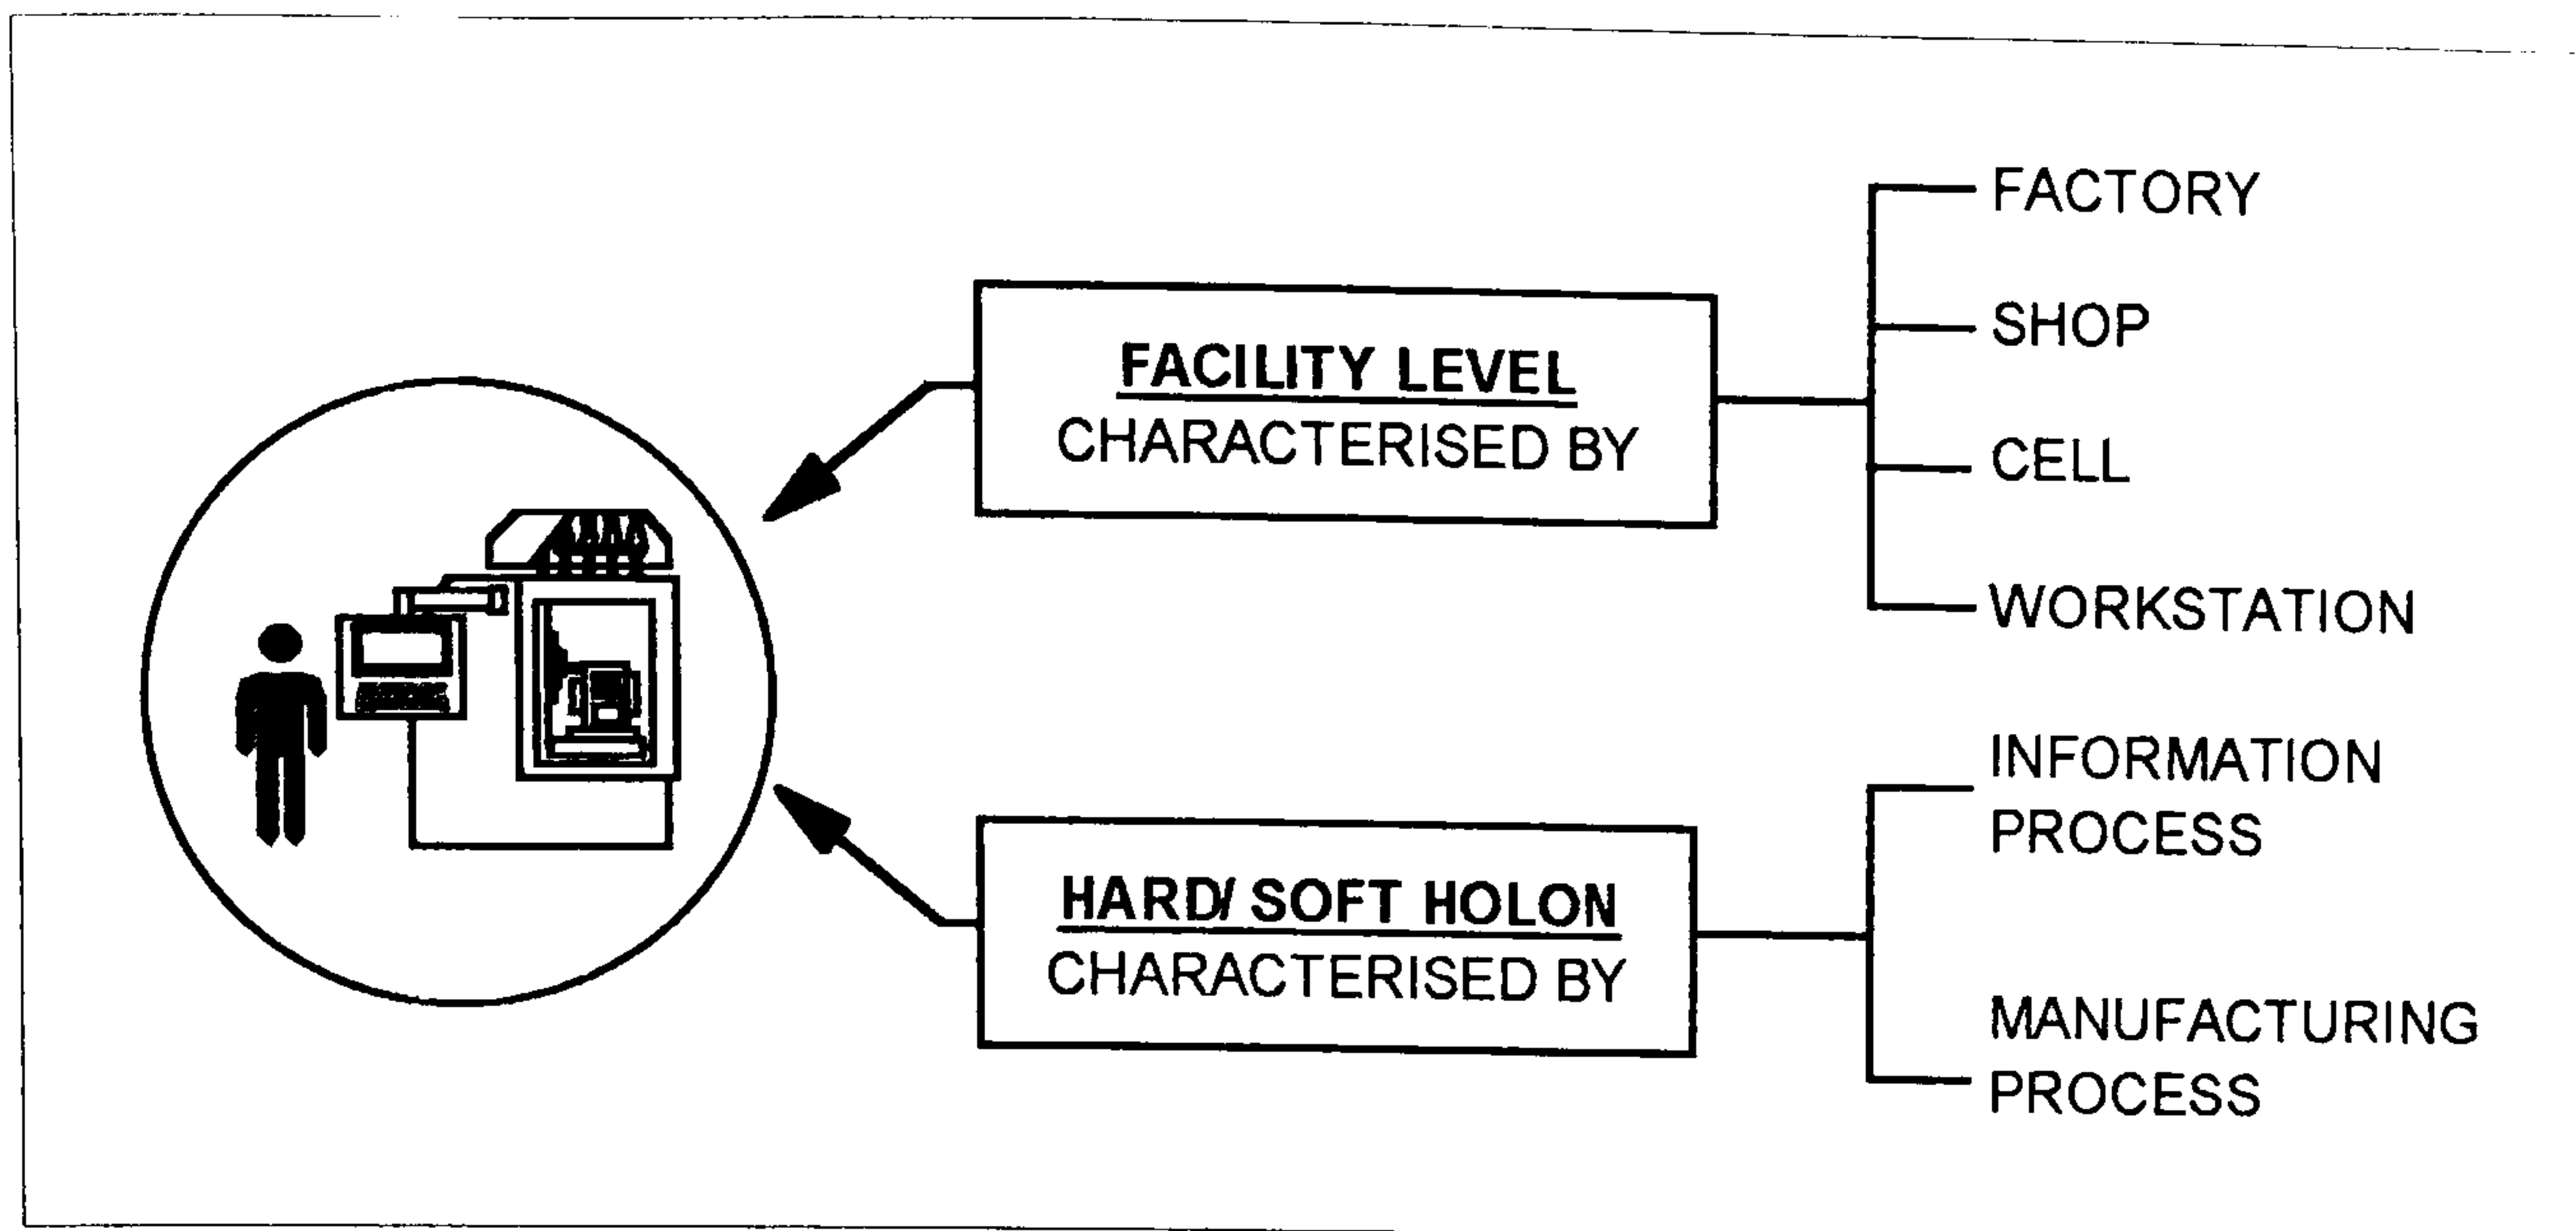 FACILITY LEVEL
CHARACTERISED BY
FACTORY
SHOP
CELL
WORKSTATION
HARD/ SOFT HOLON
CHARACTERISED BY
INFORMATION
PROCESS
MANUFACTURING
PROCESS